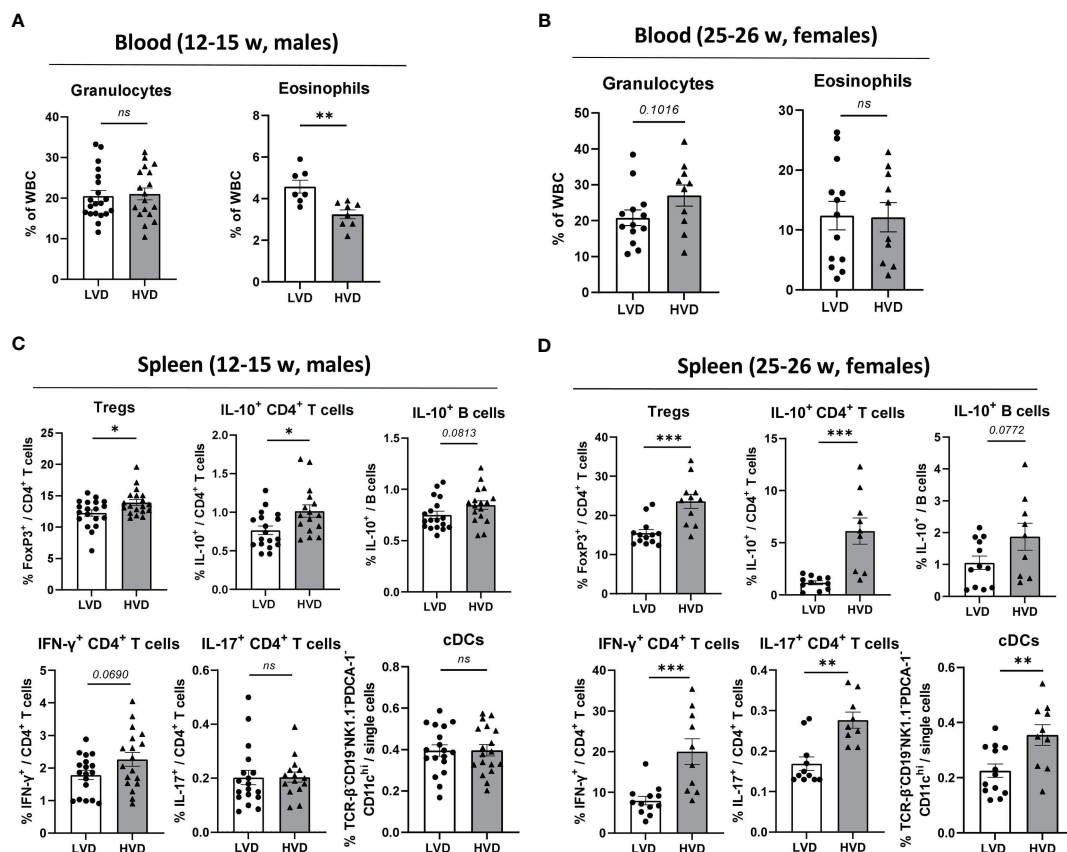 A
Blood (12-15 w, males)
Granulocytes
ns
% of WBC
50
40
30
20
10
0
LVD HVD
Eosinophils
**
% of WBC
8
6
4
2
0
LVD HVD
B
Blood (25-26 w, females)
Granulocytes
0.1016
% of WBC
50
40
30
20
10
0
LVD HVD
Eosinophils
ns
% of WBC
30
20
10
0
LVD HVD
C
Spleen (12-15 w, males)
Tregs
*
% FoxP3⁺ / CD4⁺ T cells
25
20
15
10
5
0
LVD HVD
IL-10⁺ CD4⁺ T cells
*
% IL-10⁺ / CD4⁺ T cells
2.0
1.5
1.0
0.5
0.0
LVD HVD
IL-10⁺ B cells
0.0813
% IL-10⁺ / B cells
1.5
1.0
0.5
0.0
LVD HVD
IFN-γ⁺ CD4⁺ T cells
0.0690
% IFN-γ⁺ / CD4⁺ T cells
5
4
3
2
1
0
LVD HVD
IL-17⁺ CD4⁺ T cells
ns
% IL-17⁺ / CD4⁺ T cells
0.6
0.4
0.2
0.0
LVD HVD
cDCs
ns
% TCR-β⁻CD19⁻NK1.1⁻PDCA-1⁻
CD11c^hi / single cells
0.8
0.6
0.4
0.2
0.0
LVD HVD
D
Spleen (25-26 w, females)
Tregs
***
% FoxP3⁺ / CD4⁺ T cells
40
30
20
10
0
LVD HVD
IL-10⁺ CD4⁺ T cells
***
% IL-10⁺ / CD4⁺ T cells
15
10
5
0
LVD HVD
IL-10⁺ B cells
0.0772
% IL-10⁺ / B cells
5
4
3
2
1
0
LVD HVD
IFN-γ⁺ CD4⁺ T cells
***
% IFN-γ⁺ / CD4⁺ T cells
40
30
20
10
0
LVD HVD
IL-17⁺ CD4⁺ T cells
**
% IL-17⁺ / CD4⁺ T cells
0.4
0.3
0.2
0.1
0.0
LVD HVD
cDCs
**
% TCR-β⁻CD19⁻NK1.1⁻PDCA-1⁻
CD11c^hi / single cells
0.6
0.4
0.2
0.0
LVD HVD